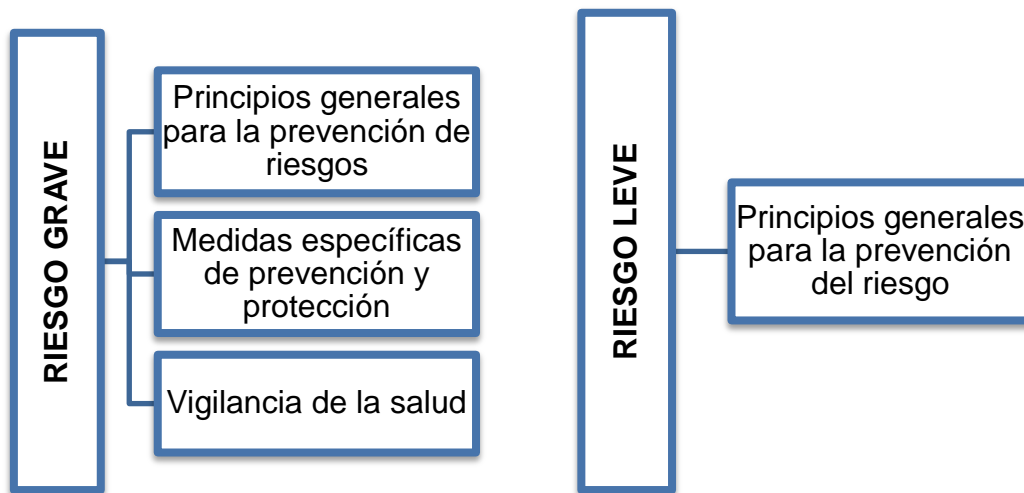 RIESGO GRAVE
Principios generales
para la prevención de
riesgos
Medidas específicas
de prevención y
protección
Vigilancia de la salud
RIESGO LEVE
Principios generales
para la prevención
del riesgo